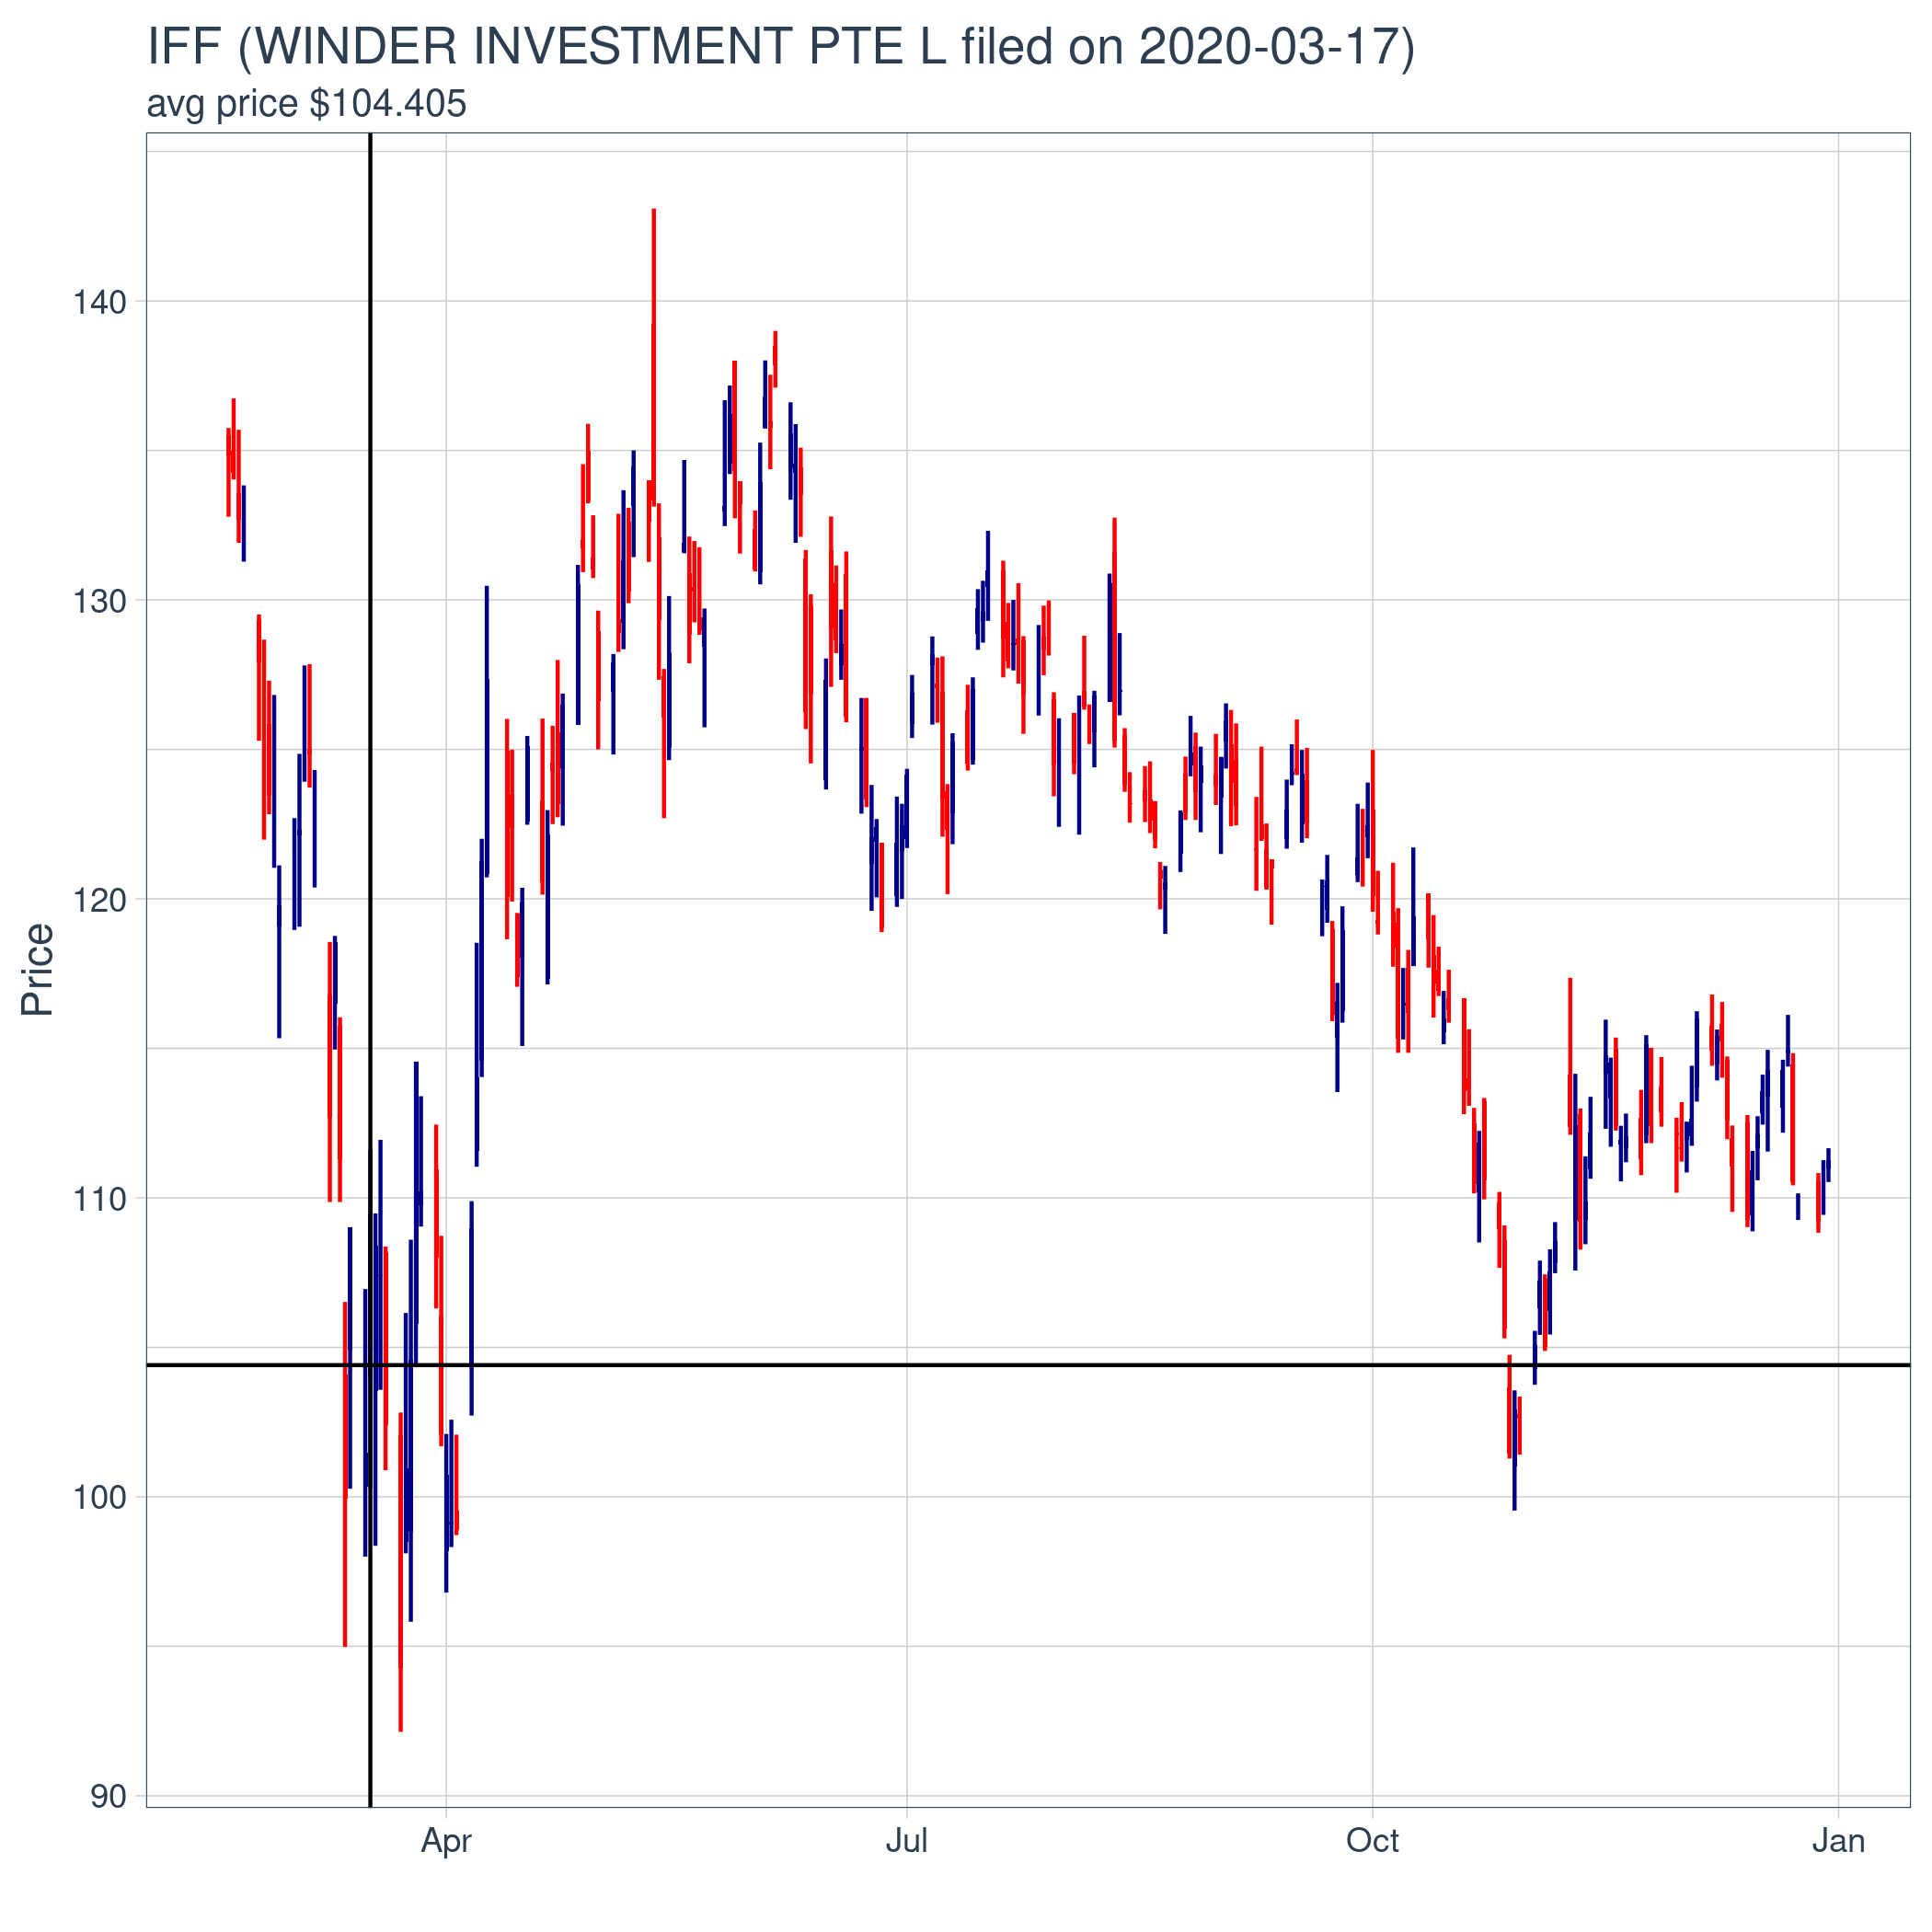 IFF (WINDER INVESTMENT PTE L filed on 2020-03-17)
avg price $104.405
140
130
120
110
100
90
Price
Apr
Jul
Oct
Jan